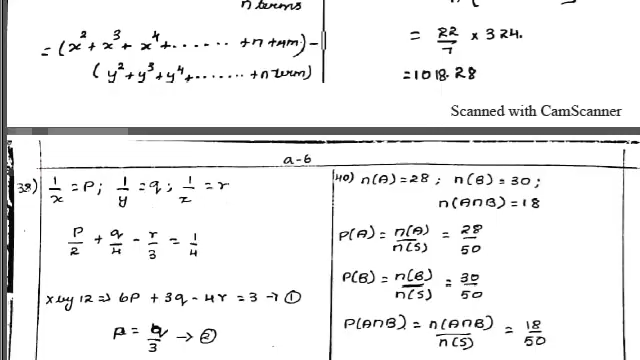 n terms
= (x² + x³ + x⁴ + ....... + n term) -
(y² + y³ + y⁴ + ....... + n term)
= 22/7 × 324.
= 1018.28
Scanned with CamScanner
a-6
38) 1/x = P; 1/y = q; 1/z = r
P/2 + q/4 - r/3 = 1/4
x by 12 ⇒ 6P + 3q - 4r = 3 → ①
P = q/3 → ②
40) n(A) = 28; n(B) = 30;
n(A∩B) = 18
P(A) = n(A)/n(S) = 28/50
P(B) = n(B)/n(S) = 30/50
P(A∩B) = n(A∩B)/n(S) = 18/50